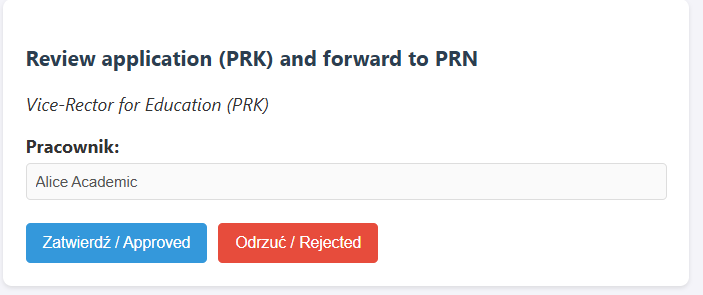 Review application (PRK) and forward to PRN
Vice-Rector for Education (PRK)
Pracownik:
Alice Academic
Zatwierdź / Approved
Odrzuć / Rejected